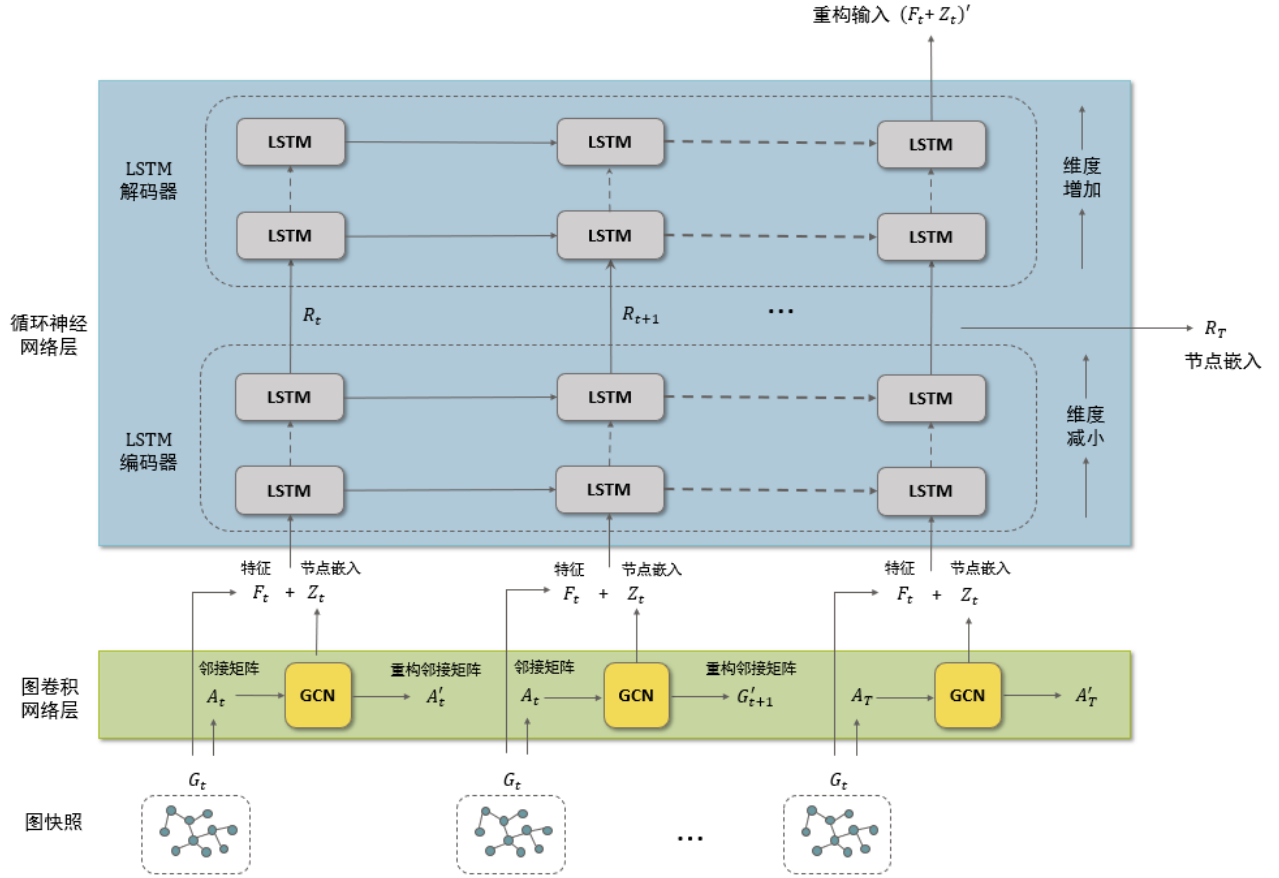 重构输入 (F_t + Z_t)′
LSTM LSTM LSTM
LSTM
解码器
维度
增加
LSTM LSTM LSTM
R_t R_{t+1} ...
循环神经
网络层
R_T
节点嵌入
LSTM LSTM LSTM
维度
减小
LSTM
编码器
LSTM LSTM LSTM
特征 节点嵌入 特征 节点嵌入 特征 节点嵌入
F_t + Z_t F_t + Z_t F_t + Z_t
邻接矩阵 重构邻接矩阵 邻接矩阵 重构邻接矩阵
图卷积
网络层
A_t GCN A′_t A_t GCN G′_{t+1} A_T GCN A′_T
G_t G_t G_t
图快照
...